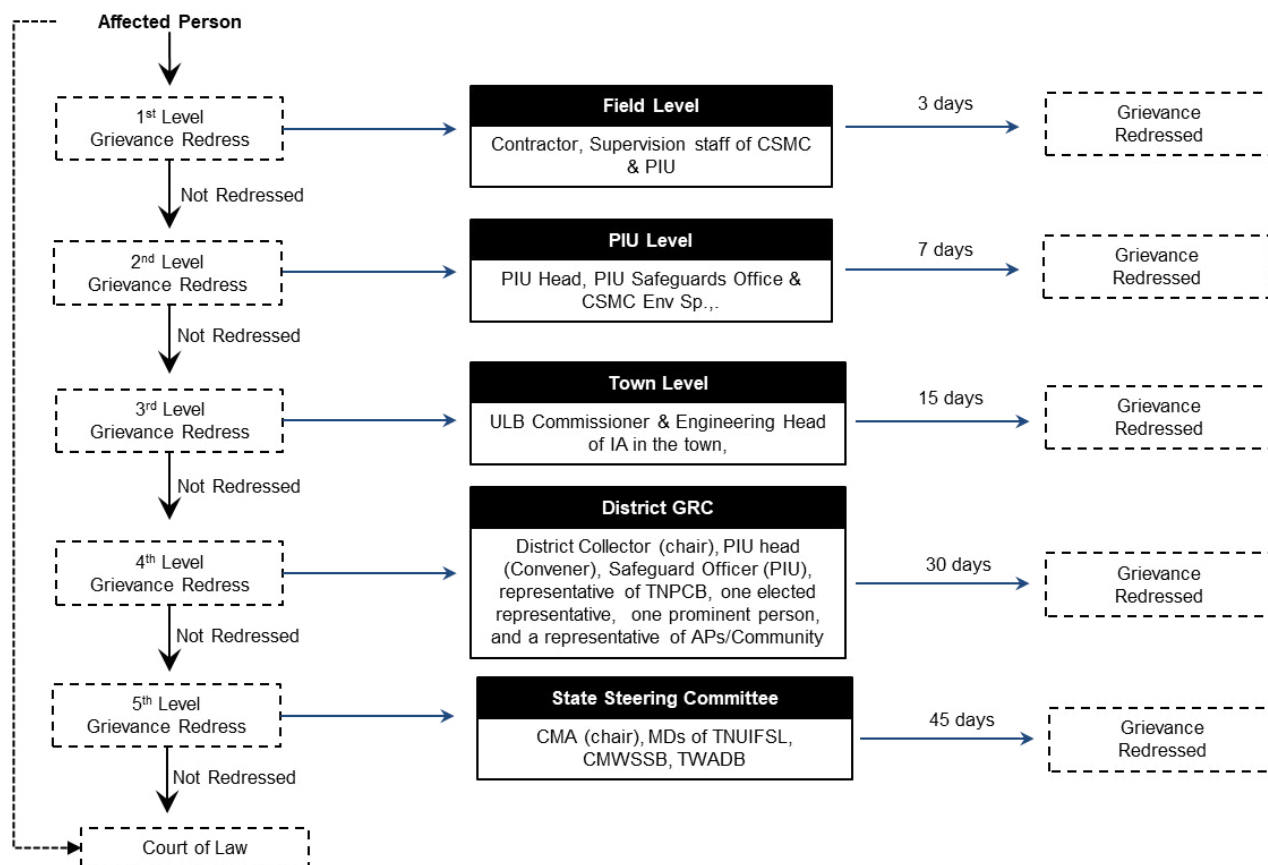 Affected Person
1st Level
Grievance Redress
Field Level
Contractor, Supervision staff of CSMC
& PIU
3 days
Grievance
Redressed
Not Redressed
2nd Level
Grievance Redress
PIU Level
PIU Head, PIU Safeguards Office &
CSMC Env Sp.,.
7 days
Grievance
Redressed
Not Redressed
3rd Level
Grievance Redress
Town Level
ULB Commissioner & Engineering Head
of IA in the town,
15 days
Grievance
Redressed
Not Redressed
4th Level
Grievance Redress
District GRC
District Collector (chair), PIU head
(Convener), Safeguard Officer (PIU),
representative of TNPCB, one elected
representative, one prominent person,
and a representative of APs/Community
30 days
Grievance
Redressed
Not Redressed
5th Level
Grievance Redress
State Steering Committee
CMA (chair), MDs of TNUIFSL,
CMWSSB, TWADB
45 days
Grievance
Redressed
Not Redressed
Court of Law